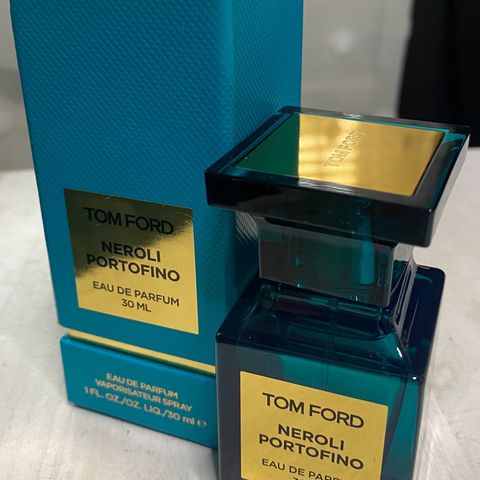 TOM FORD
NEROLI
PORTOFINO
EAU DE PARFUM
30 ML
EAU DE PARFUM
VAPORISATEUR SPRAY
1 FL. OZ./OZ. LIQ./30 ml e
TOM FORD
TOM FORD
NEROLI
PORTOFINO
EAU DE PARF